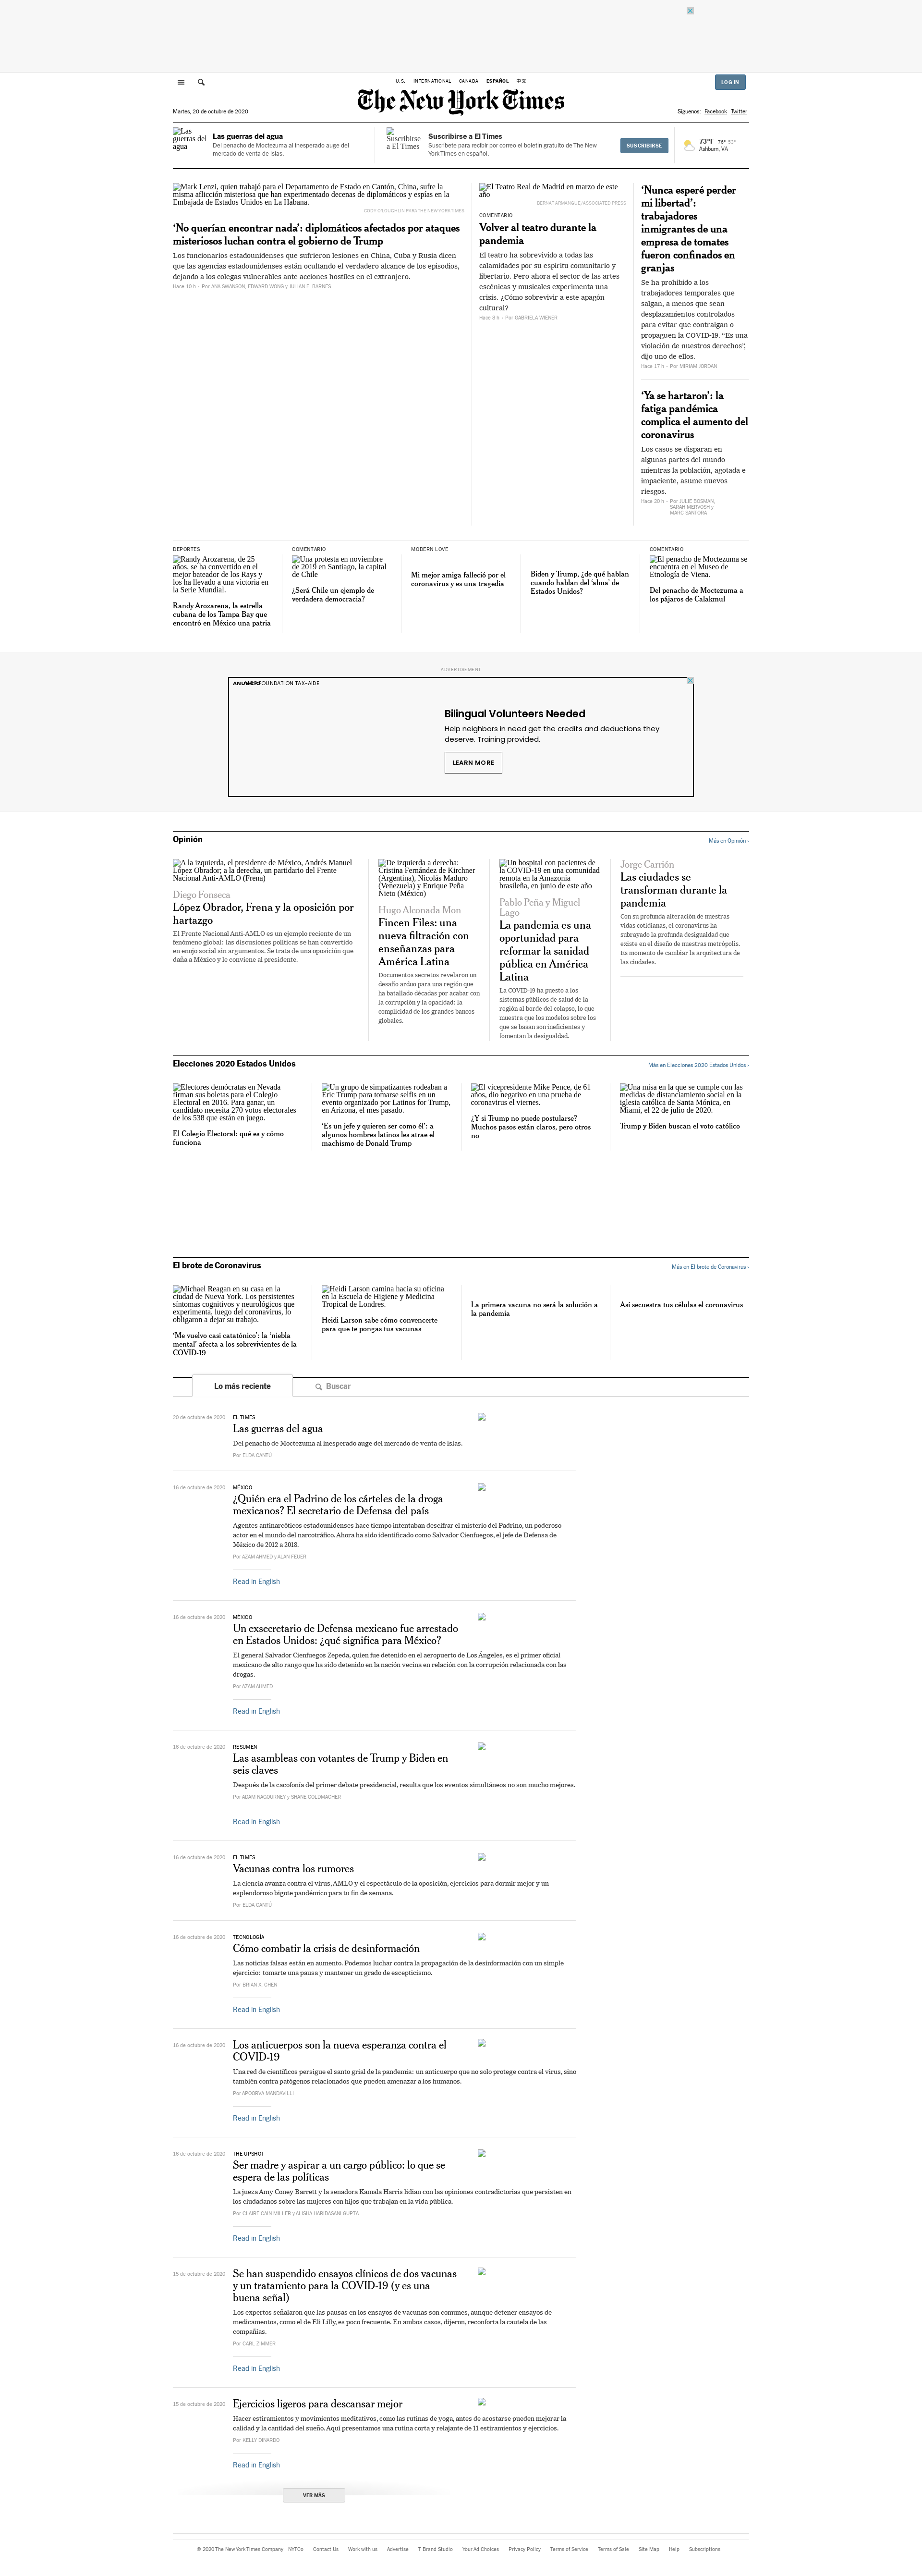 U.S. INTERNATIONAL CANADA ESPAÑOL 中文
LOG IN
The New York Times
Martes, 20 de octubre de 2020
Síguenos: Facebook Twitter
Las guerras del agua
Las guerras del agua
Del penacho de Moctezuma al inesperado auge del
mercado de venta de islas.
Suscribirse a El Times
Suscribirse a El Times
Suscríbete para recibir por correo el boletín gratuito de The New
York Times en español.
SUSCRIBIRSE
73°F 76° 59°
Ashburn, VA
Mark Lenzi, quien trabajó para el Departamento de Estado en Cantón, China, sufre la
misma aflicción misteriosa que han experimentado decenas de diplomáticos y espías en la
Embajada de Estados Unidos en La Habana.
CODY O'LOUGHLIN PARA THE NEW YORK TIMES
‘No querían encontrar nada’: diplomáticos afectados por ataques
misteriosos luchan contra el gobierno de Trump
Los funcionarios estadounidenses que sufrieron lesiones en China, Cuba y Rusia dicen
que las agencias estadounidenses están ocultando el verdadero alcance de los episodios,
dejando a los colegas vulnerables ante acciones hostiles en el extranjero.
Hace 10 h – Por ANA SWANSON, EDWARD WONG y JULIAN E. BARNES
El Teatro Real de Madrid en marzo de este
año
BERNAT ARMANGUE/ASSOCIATED PRESS
COMENTARIO
Volver al teatro durante la
pandemia
El teatro ha sobrevivido a todas las
calamidades por su espíritu comunitario y
libertario. Pero ahora el sector de las artes
escénicas y musicales experimenta una
crisis. ¿Cómo sobrevivir a este apagón
cultural?
Hace 8 h – Por GABRIELA WIENER
‘Nunca esperé perder
mi libertad’:
trabajadores
inmigrantes de una
empresa de tomates
fueron confinados en
granjas
Se ha prohibido a los
trabajadores temporales que
salgan, a menos que sean
desplazamientos controlados
para evitar que contraigan o
propaguen la COVID-19. “Es una
violación de nuestros derechos”,
dijo uno de ellos.
Hace 17 h – Por MIRIAM JORDAN
‘Ya se hartaron’: la
fatiga pandémica
complica el aumento del
coronavirus
Los casos se disparan en
algunas partes del mundo
mientras la población, agotada e
impaciente, asume nuevos
riesgos.
Hace 20 h – Por JULIE BOSMAN,
SARAH MERVOSH y
MARC SANTORA
DEPORTES
Randy Arozarena, de 25
años, se ha convertido en el
mejor bateador de los Rays y
los ha llevado a una victoria en
la Serie Mundial.
Randy Arozarena, la estrella
cubana de los Tampa Bay que
encontró en México una patria
COMENTARIO
Una protesta en noviembre
de 2019 en Santiago, la capital
de Chile
¿Será Chile un ejemplo de
verdadera democracia?
MODERN LOVE
Mi mejor amiga falleció por el
coronavirus y es una tragedia
Biden y Trump, ¿de qué hablan
cuando hablan del ‘alma’ de
Estados Unidos?
COMENTARIO
El penacho de Moctezuma se
encuentra en el Museo de
Etnología de Viena.
Del penacho de Moctezuma a
los pájaros de Calakmul
ADVERTISEMENT
Bilingual Volunteers Needed
Help neighbors in need get the credits and deductions they
deserve. Training provided.
LEARN MORE
Opinión
Más en Opinión ›
A la izquierda, el presidente de México, Andrés Manuel
López Obrador; a la derecha, un partidario del Frente
Nacional Anti-AMLO (Frena)
Diego Fonseca
López Obrador, Frena y la oposición por
hartazgo
El Frente Nacional Anti-AMLO es un ejemplo reciente de un
fenómeno global: las discusiones políticas se han convertido
en enojo social sin argumentos. Se trata de una oposición que
daña a México y le conviene al presidente.
De izquierda a derecha:
Cristina Fernández de Kirchner
(Argentina), Nicolás Maduro
(Venezuela) y Enrique Peña
Nieto (México)
Hugo Alconada Mon
Fincen Files: una
nueva filtración con
enseñanzas para
América Latina
Documentos secretos revelaron un
desafío arduo para una región que
ha batallado décadas por acabar con
la corrupción y la opacidad: la
complicidad de los grandes bancos
globales.
Un hospital con pacientes de
la COVID-19 en una comunidad
remota en la Amazonía
brasileña, en junio de este año
Pablo Peña y Miguel
Lago
La pandemia es una
oportunidad para
reformar la sanidad
pública en América
Latina
La COVID-19 ha puesto a los
sistemas públicos de salud de la
región al borde del colapso, lo que
muestra que los modelos sobre los
que se basan son ineficientes y
fomentan la desigualdad.
Jorge Carrión
Las ciudades se
transforman durante la
pandemia
Con su profunda alteración de nuestras
vidas cotidianas, el coronavirus ha
subrayado la profunda desigualdad que
existe en el diseño de nuestras metrópolis.
Es momento de cambiar la arquitectura de
las ciudades.
Elecciones 2020 Estados Unidos
Más en Elecciones 2020 Estados Unidos ›
Electores demócratas en Nevada
firman sus boletas para el Colegio
Electoral en 2016. Para ganar, un
candidato necesita 270 votos electorales
de los 538 que están en juego.
El Colegio Electoral: qué es y cómo
funciona
Un grupo de simpatizantes rodeaban a
Eric Trump para tomarse selfis en un
evento organizado por Latinos for Trump,
en Arizona, el mes pasado.
‘Es un jefe y quieren ser como él’: a
algunos hombres latinos les atrae el
machismo de Donald Trump
El vicepresidente Mike Pence, de 61
años, dio negativo en una prueba de
coronavirus el viernes.
¿Y si Trump no puede postularse?
Muchos pasos están claros, pero otros
no
Una misa en la que se cumple con las
medidas de distanciamiento social en la
iglesia católica de Santa Mónica, en
Miami, el 22 de julio de 2020.
Trump y Biden buscan el voto católico
El brote de Coronavirus
Más en El brote de Coronavirus ›
Michael Reagan en su casa en la
ciudad de Nueva York. Los persistentes
síntomas cognitivos y neurológicos que
experimenta, luego del coronavirus, lo
obligaron a dejar su trabajo.
‘Me vuelvo casi catatónico’: la ‘niebla
mental’ afecta a los sobrevivientes de la
COVID-19
Heidi Larson camina hacia su oficina
en la Escuela de Higiene y Medicina
Tropical de Londres.
Heidi Larson sabe cómo convencerte
para que te pongas tus vacunas
La primera vacuna no será la solución a
la pandemia
Así secuestra tus células el coronavirus
Lo más reciente
Buscar
20 de octubre de 2020 EL TIMES
Las guerras del agua
Del penacho de Moctezuma al inesperado auge del mercado de venta de islas.
Por ELDA CANTÚ
16 de octubre de 2020 MÉXICO
¿Quién era el Padrino de los cárteles de la droga
mexicanos? El secretario de Defensa del país
Agentes antinarcóticos estadounidenses hace tiempo intentaban descifrar el misterio del Padrino, un poderoso
actor en el mundo del narcotráfico. Ahora ha sido identificado como Salvador Cienfuegos, el jefe de Defensa de
México de 2012 a 2018.
Por AZAM AHMED y ALAN FEUER
Read in English
16 de octubre de 2020 MÉXICO
Un exsecretario de Defensa mexicano fue arrestado
en Estados Unidos: ¿qué significa para México?
El general Salvador Cienfuegos Zepeda, quien fue detenido en el aeropuerto de Los Ángeles, es el primer oficial
mexicano de alto rango que ha sido detenido en la nación vecina en relación con la corrupción relacionada con las
drogas.
Por AZAM AHMED
Read in English
16 de octubre de 2020 RESUMEN
Las asambleas con votantes de Trump y Biden en
seis claves
Después de la cacofonía del primer debate presidencial, resulta que los eventos simultáneos no son mucho mejores.
Por ADAM NAGOURNEY y SHANE GOLDMACHER
Read in English
16 de octubre de 2020 EL TIMES
Vacunas contra los rumores
La ciencia avanza contra el virus, AMLO y el espectáculo de la oposición, ejercicios para dormir mejor y un
esplendoroso bigote pandémico para tu fin de semana.
Por ELDA CANTÚ
16 de octubre de 2020 TECNOLOGÍA
Cómo combatir la crisis de desinformación
Las noticias falsas están en aumento. Podemos luchar contra la propagación de la desinformación con un simple
ejercicio: tomarte una pausa y mantener un grado de escepticismo.
Por BRIAN X. CHEN
Read in English
16 de octubre de 2020
Los anticuerpos son la nueva esperanza contra el
COVID-19
Una red de científicos persigue el santo grial de la pandemia: un anticuerpo que no solo protege contra el virus, sino
también contra patógenos relacionados que pueden amenazar a los humanos.
Por APOORVA MANDAVILLI
Read in English
16 de octubre de 2020 THE UPSHOT
Ser madre y aspirar a un cargo público: lo que se
espera de las políticas
La jueza Amy Coney Barrett y la senadora Kamala Harris lidian con las opiniones contradictorias que persisten en
los ciudadanos sobre las mujeres con hijos que trabajan en la vida pública.
Por CLAIRE CAIN MILLER y ALISHA HARIDASANI GUPTA
Read in English
15 de octubre de 2020
Se han suspendido ensayos clínicos de dos vacunas
y un tratamiento para la COVID-19 (y es una
buena señal)
Los expertos señalaron que las pausas en los ensayos de vacunas son comunes, aunque detener ensayos de
medicamentos, como el de Eli Lilly, es poco frecuente. En ambos casos, dijeron, reconforta la cautela de las
compañías.
Por CARL ZIMMER
Read in English
15 de octubre de 2020
Ejercicios ligeros para descansar mejor
Hacer estiramientos y movimientos meditativos, como las rutinas de yoga, antes de acostarse pueden mejorar la
calidad y la cantidad del sueño. Aquí presentamos una rutina corta y relajante de 11 estiramientos y ejercicios.
Por KELLY DINARDO
Read in English
VER MÁS
© 2020 The New York Times Company NYTCo Contact Us Work with us Advertise T Brand Studio Your Ad Choices Privacy Policy Terms of Service Terms of Sale Site Map Help Subscriptions